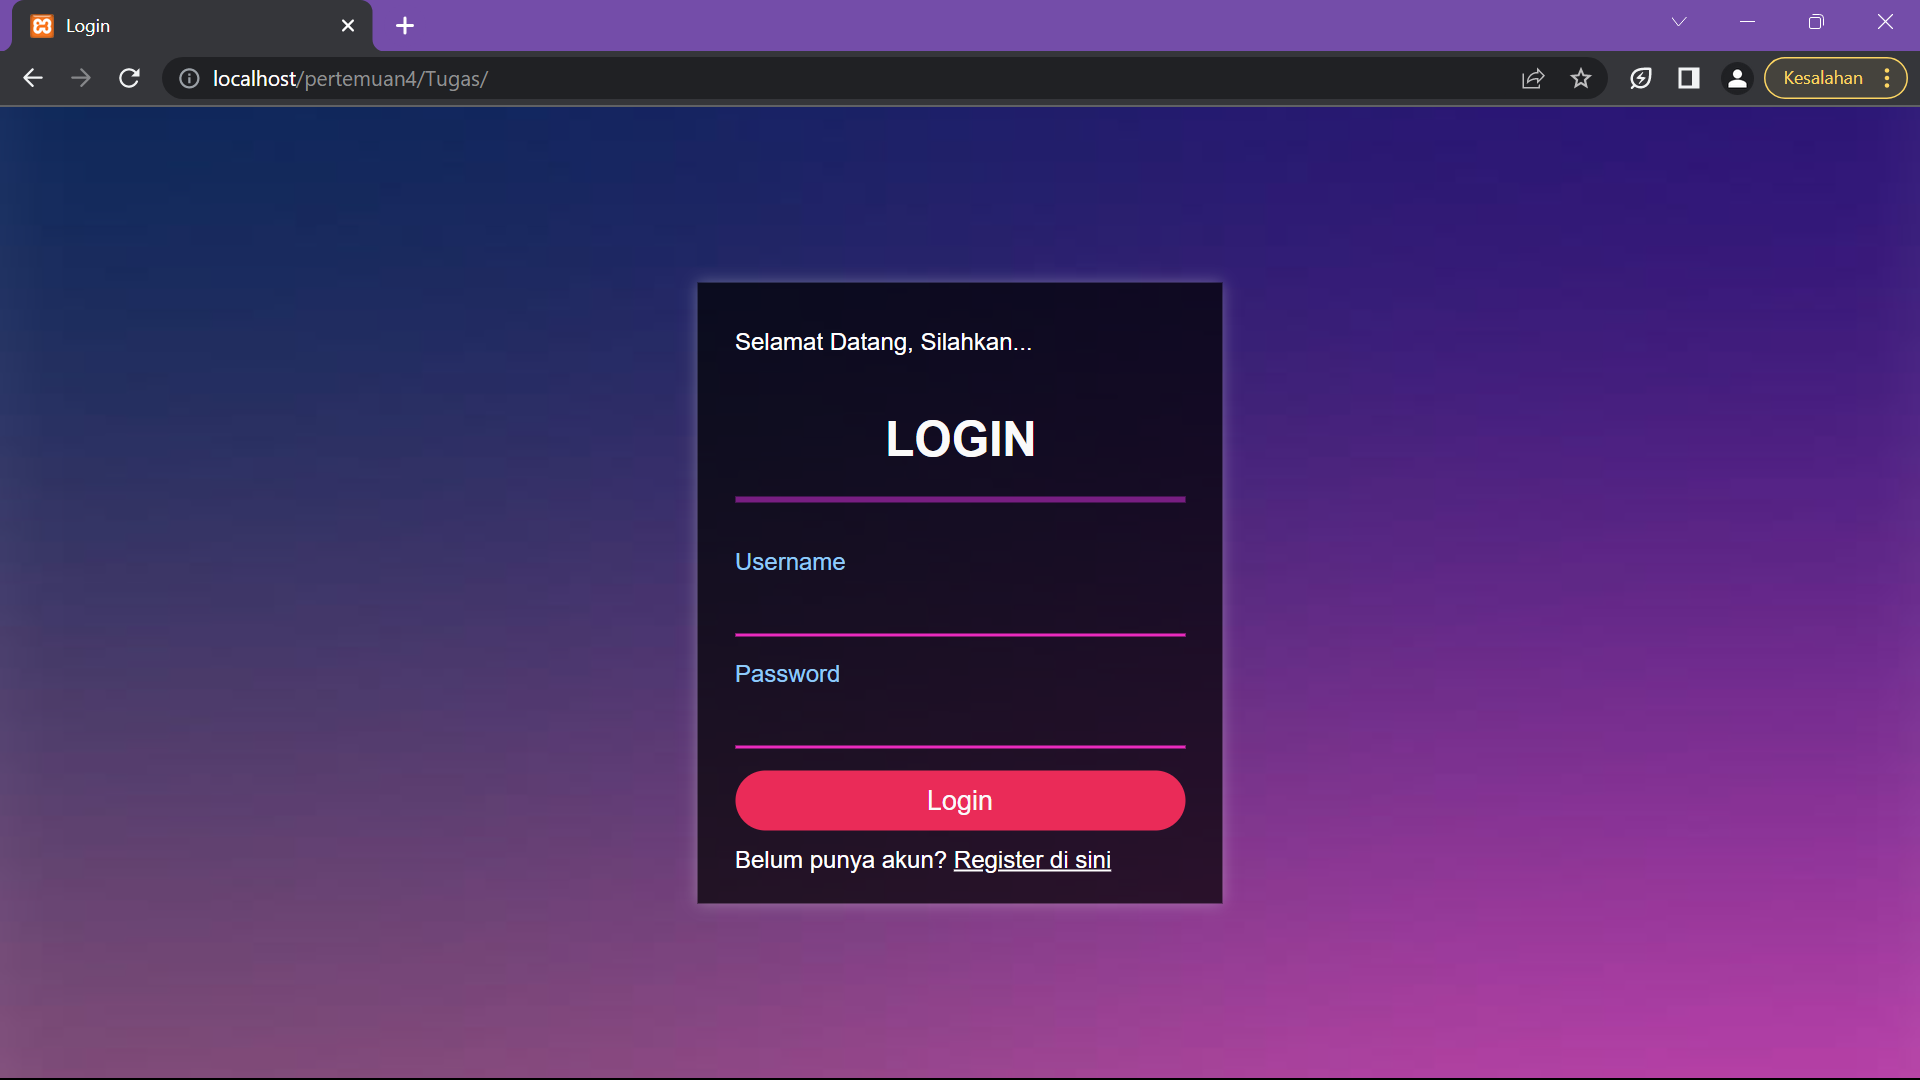 Login
localhost/pertemuan4/Tugas/
Kesalahan
Selamat Datang, Silahkan...
LOGIN
Username
Password
Login
Belum punya akun? Register di sini